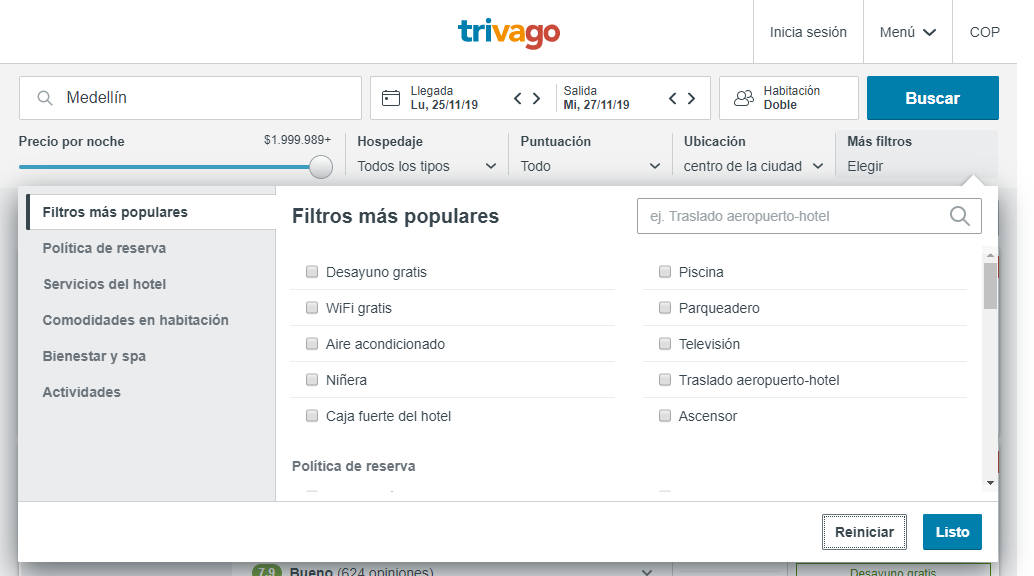 trivago
Inicia sesión
Menú
COP
Medellín
Llegada
Lu, 25/11/19
Salida
Mi, 27/11/19
Habitación
Doble
Buscar
Precio por noche
$1.999.989+
Hospedaje
Todos los tipos
Puntuación
Todo
Ubicación
centro de la ciudad
Más filtros
Elegir
Filtros más populares
Política de reserva
Servicios del hotel
Comodidades en habitación
Bienestar y spa
Actividades
Filtros más populares
ej. Traslado aeropuerto-hotel
Desayuno gratis
Piscina
WiFi gratis
Parqueadero
Aire acondicionado
Televisión
Niñera
Traslado aeropuerto-hotel
Caja fuerte del hotel
Ascensor
Política de reserva
Reiniciar
Listo
7.9 Bueno (624 opiniones)
Desayuno gratis